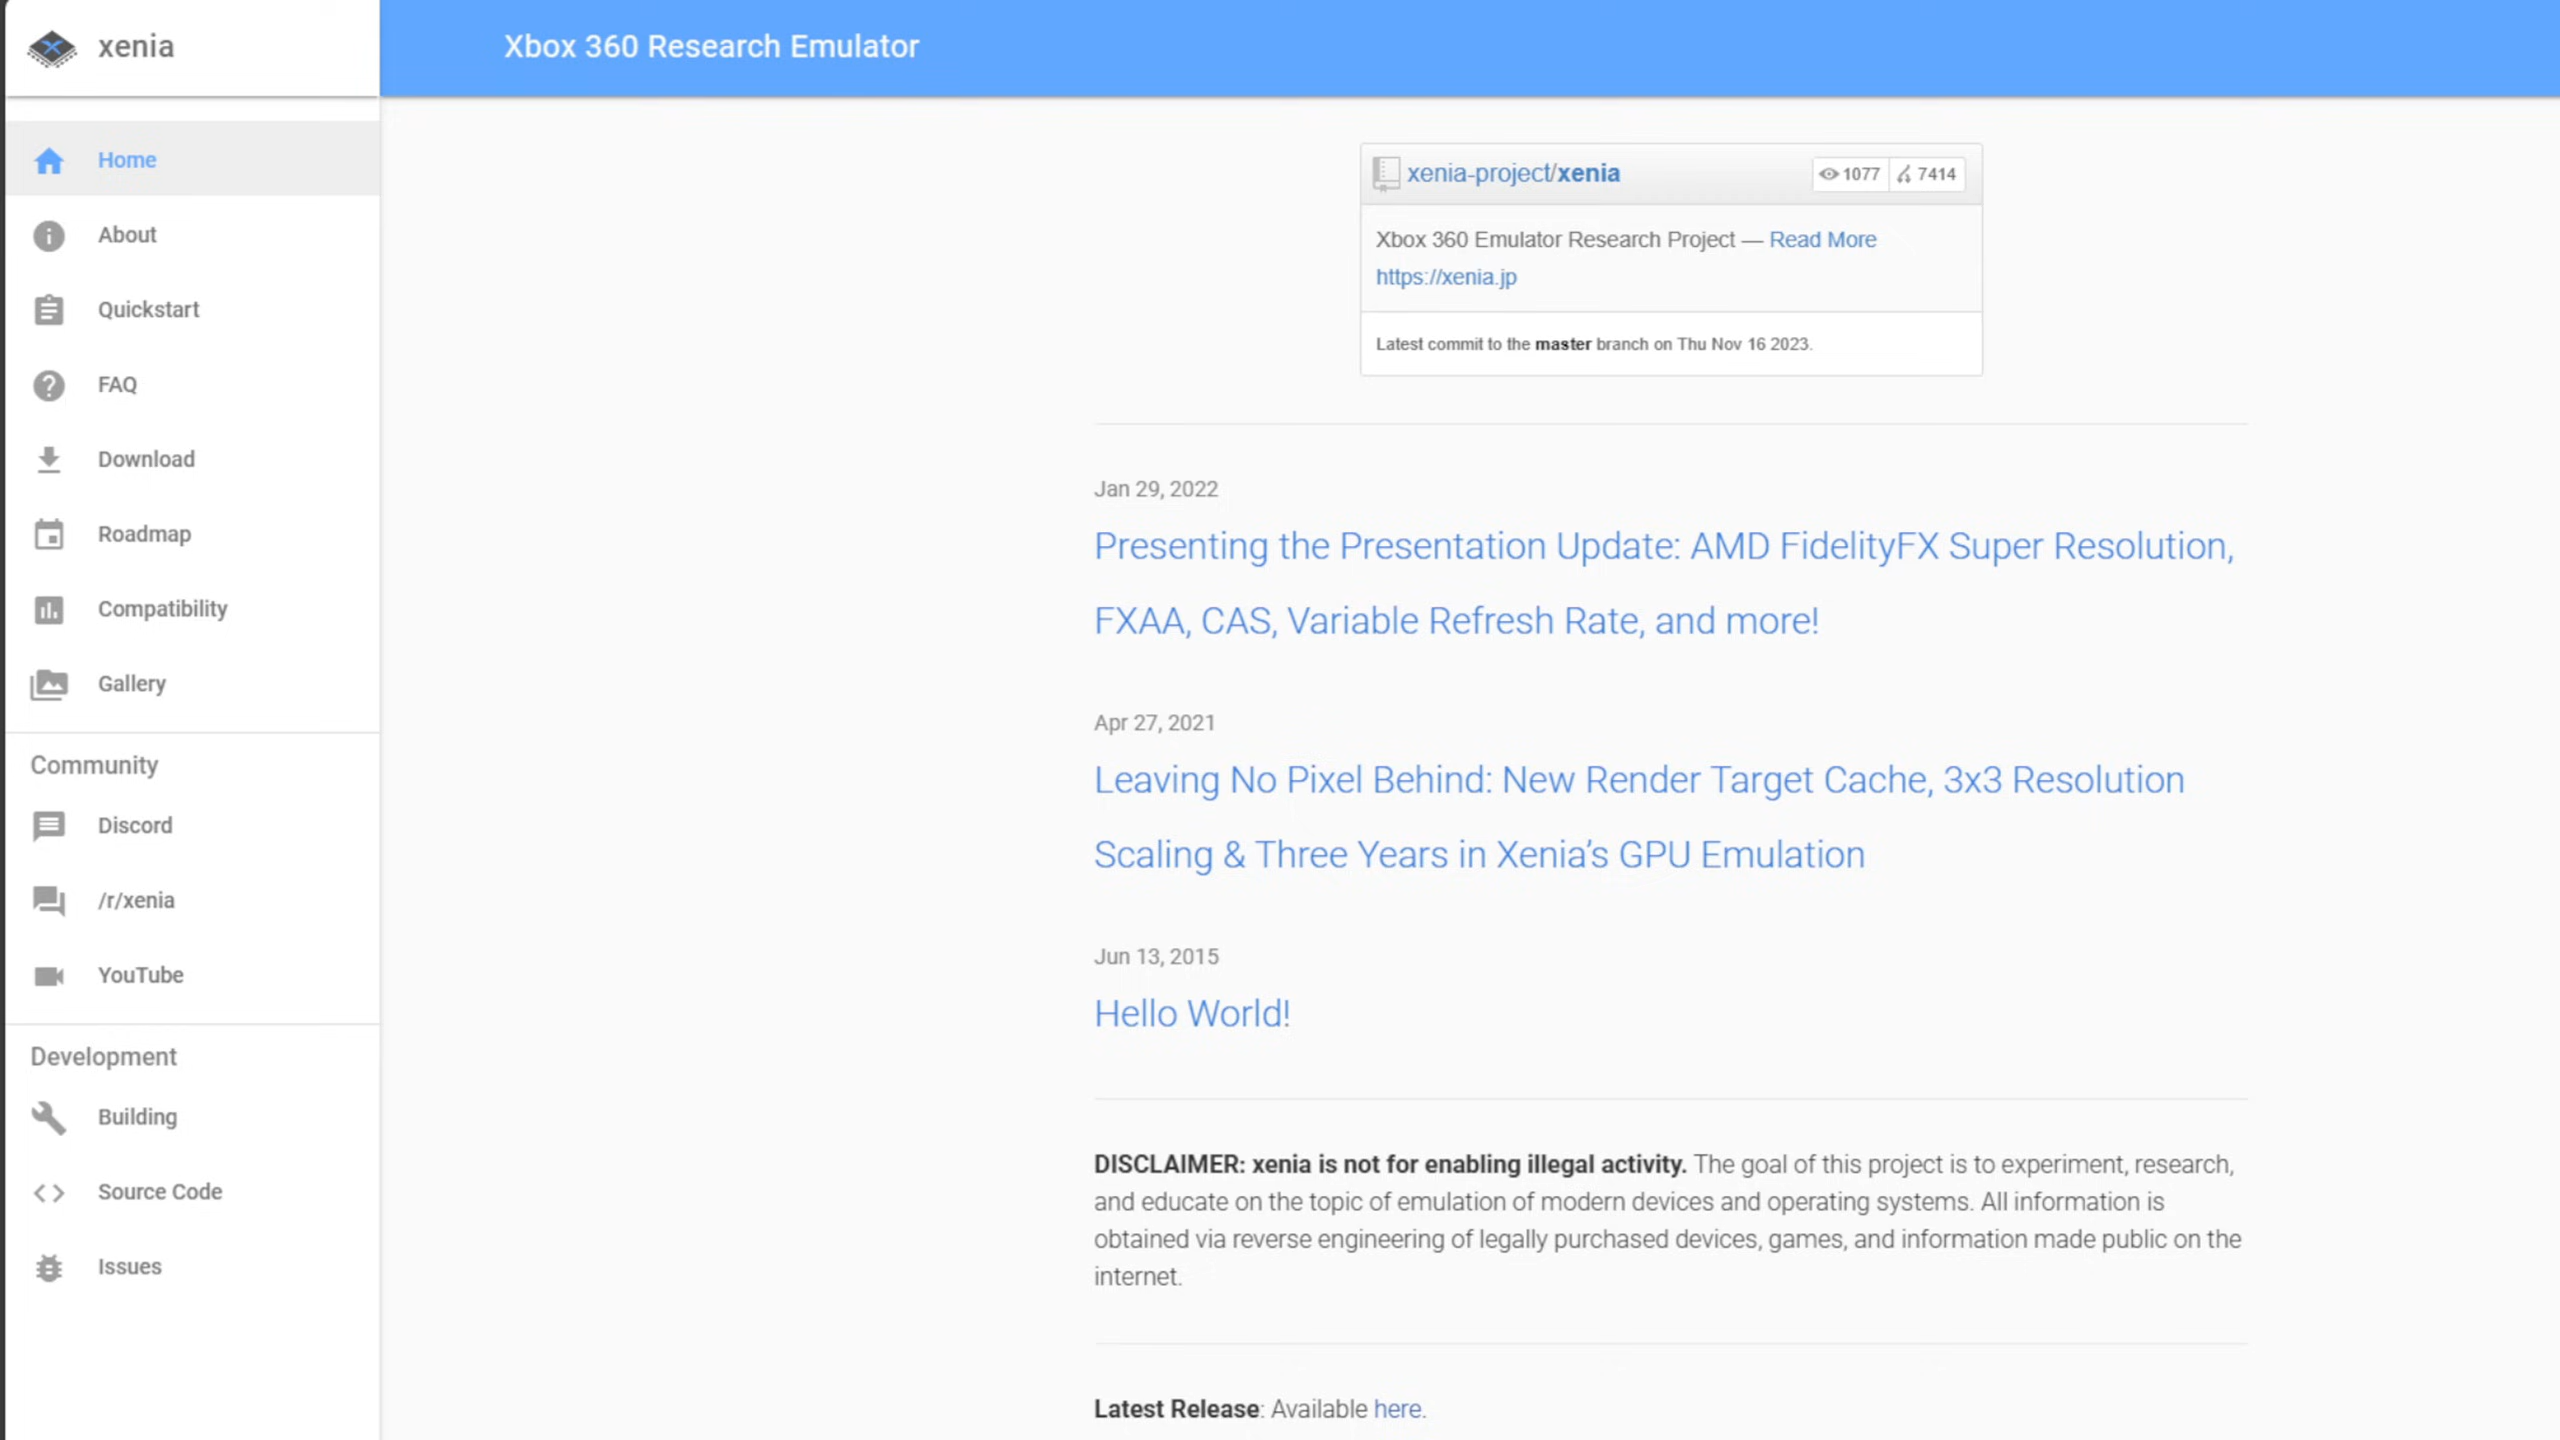 xenia
Xbox 360 Research Emulator
Home
About
Quickstart
FAQ
Download
Roadmap
Compatibility
Gallery
Community
Discord
/r/xenia
YouTube
Development
Building
Source Code
Issues
xenia-project/xenia 1077 7414
Xbox 360 Emulator Research Project — Read More
https://xenia.jp
Latest commit to the master branch on Thu Nov 16 2023.
Jan 29, 2022
Presenting the Presentation Update: AMD FidelityFX Super Resolution,
FXAA, CAS, Variable Refresh Rate, and more!
Apr 27, 2021
Leaving No Pixel Behind: New Render Target Cache, 3x3 Resolution
Scaling & Three Years in Xenia’s GPU Emulation
Jun 13, 2015
Hello World!
DISCLAIMER: xenia is not for enabling illegal activity. The goal of this project is to experiment, research,
and educate on the topic of emulation of modern devices and operating systems. All information is
obtained via reverse engineering of legally purchased devices, games, and information made public on the
internet.
Latest Release: Available here.